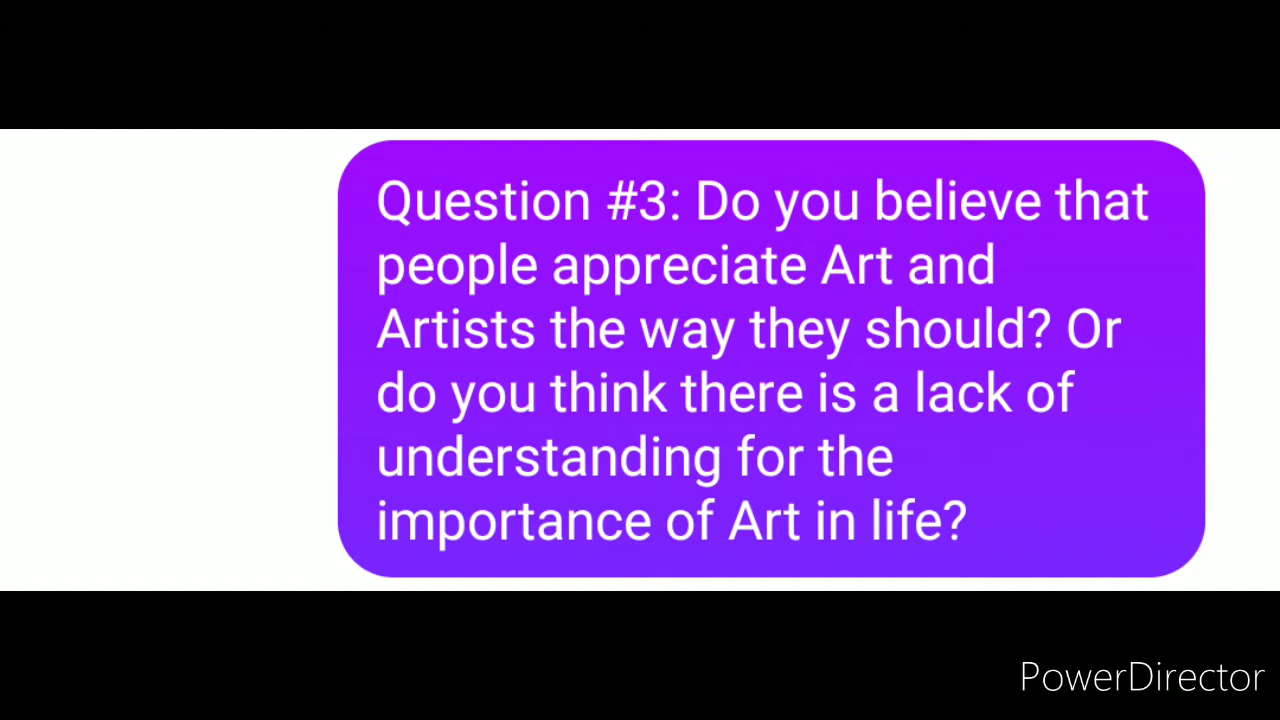 Question #3: Do you believe that
people appreciate Art and
Artists the way they should? Or
do you think there is a lack of
understanding for the
importance of Art in life?
PowerDirector